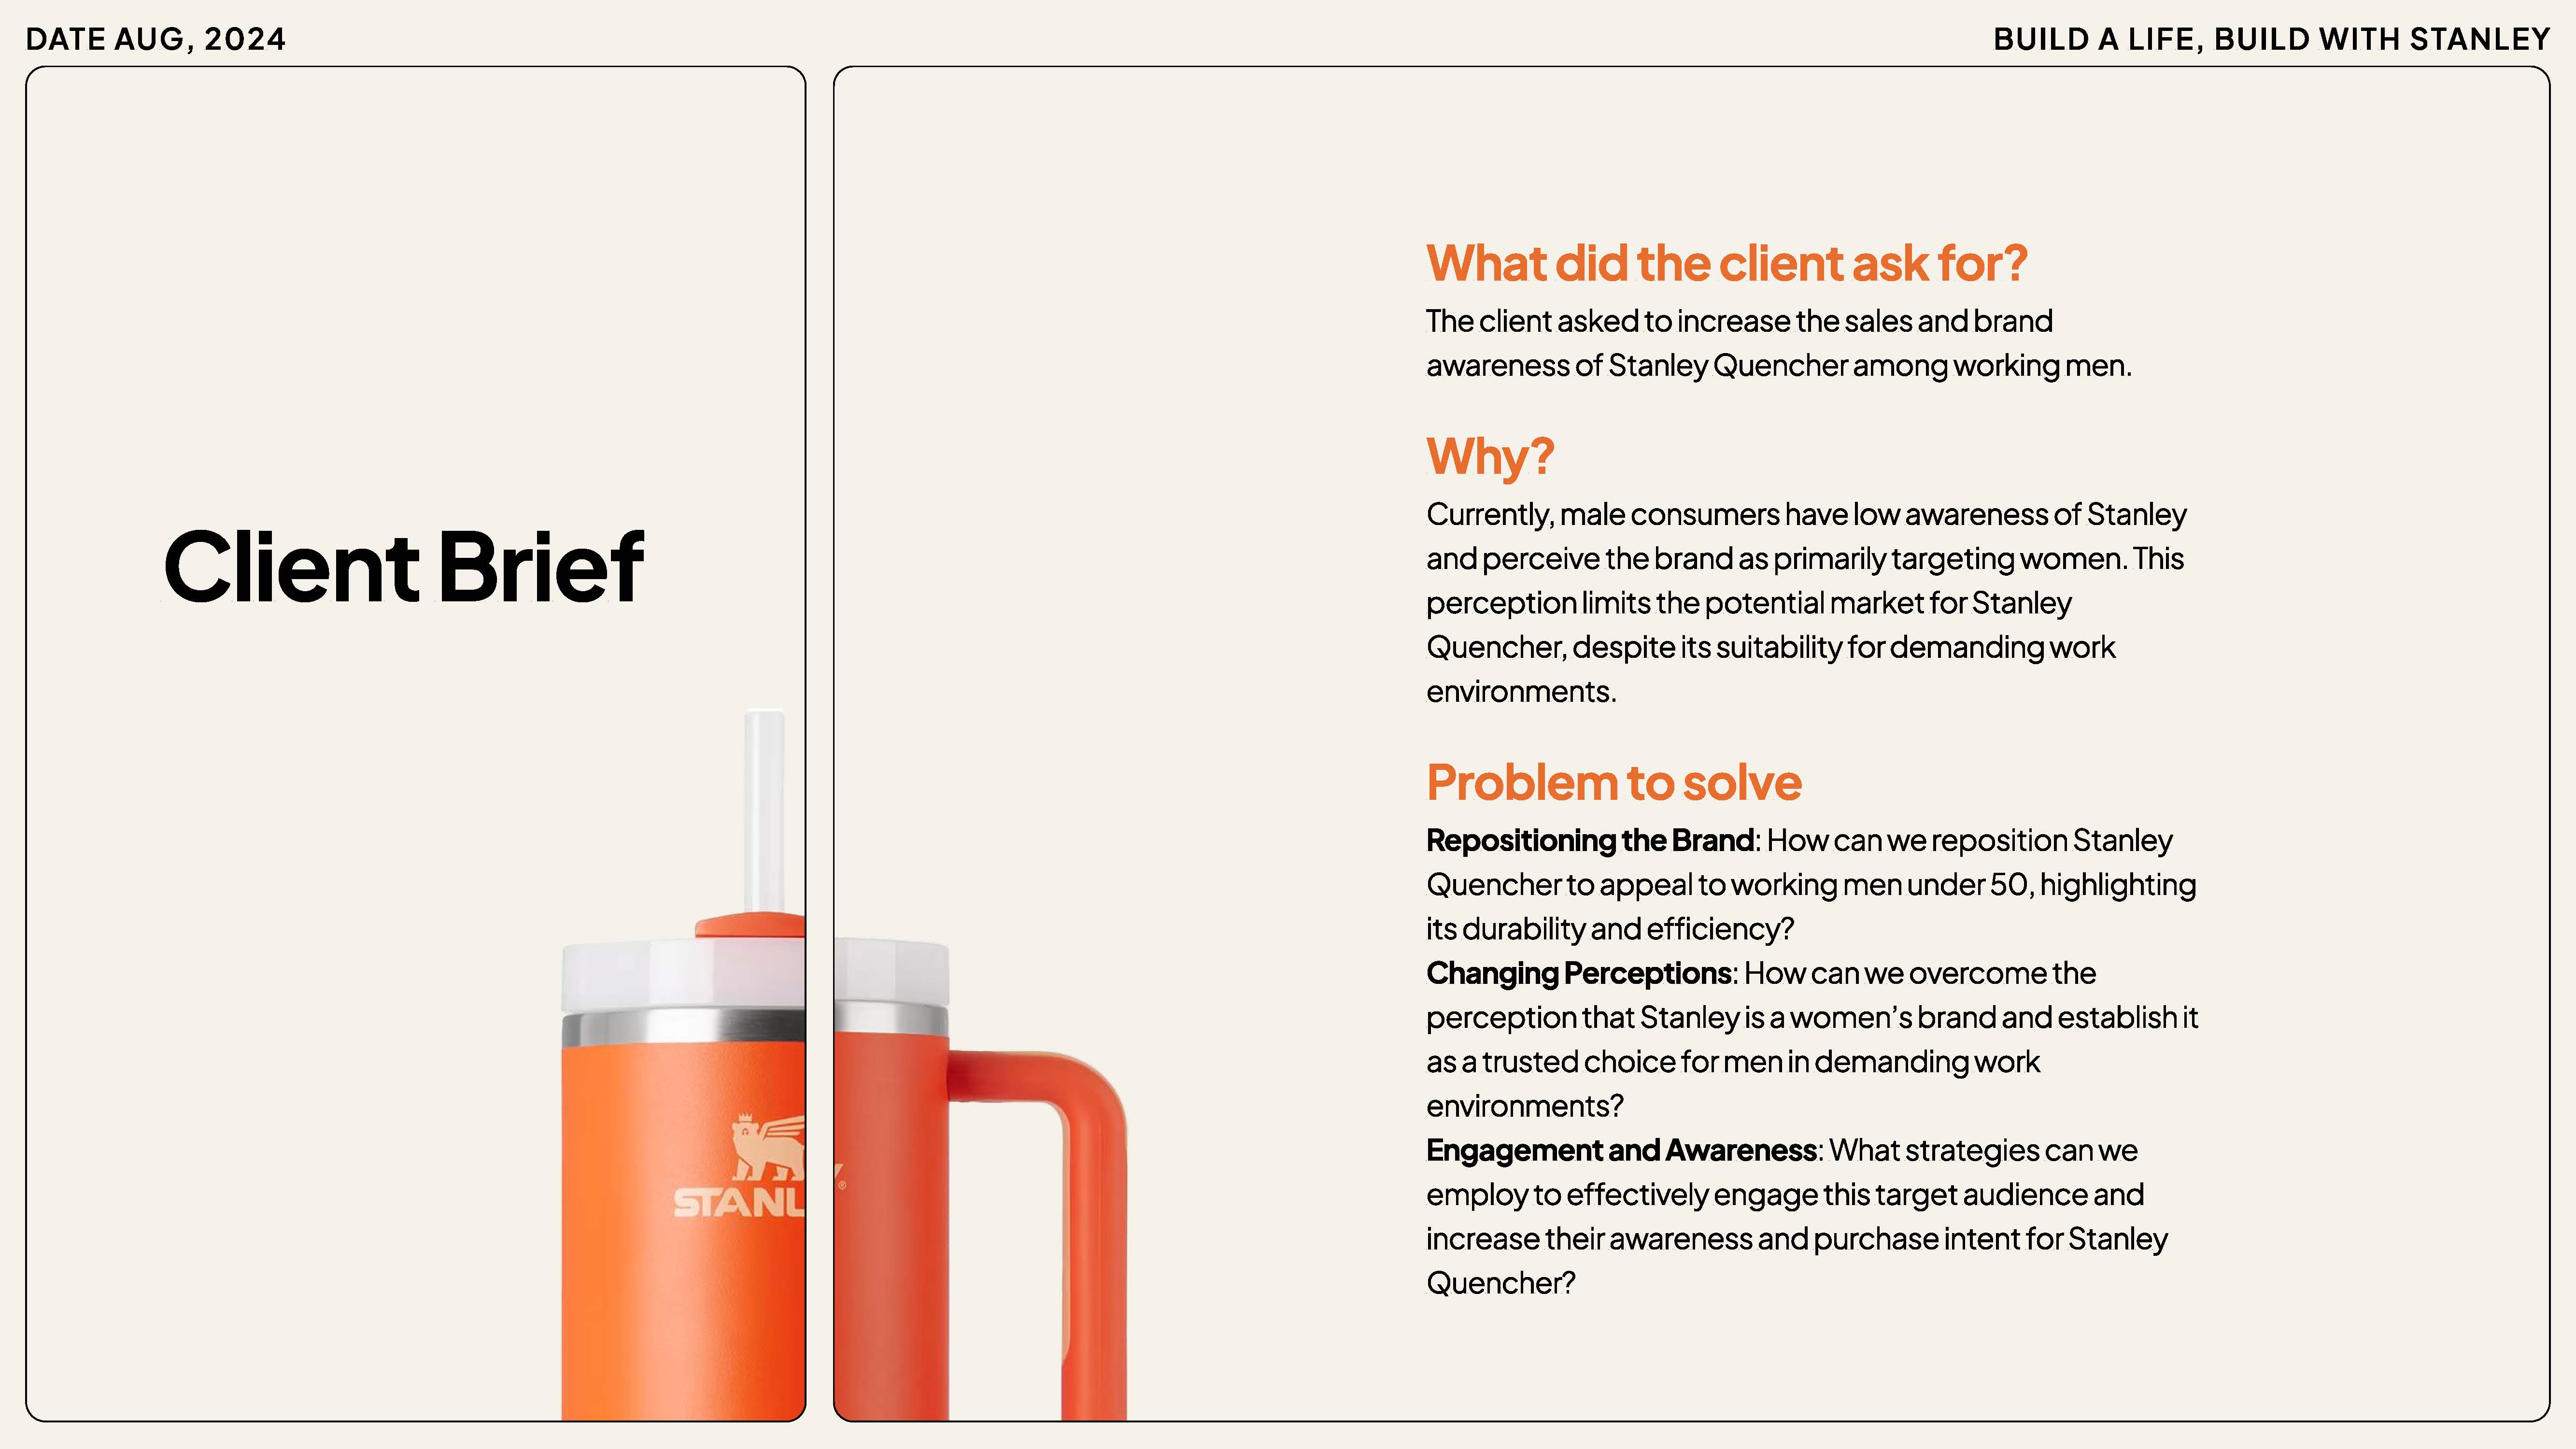 DATE AUG, 2024
BUILD A LIFE, BUILD WITH STANLEY
Client Brief
STANL
Y®
What did the client ask for?
The client asked to increase the sales and brand
awareness of Stanley Quencher among working men.
Why?
Currently, male consumers have low awareness of Stanley
and perceive the brand as primarily targeting women. This
perception limits the potential market for Stanley
Quencher, despite its suitability for demanding work
environments.
Problem to solve
Repositioning the Brand: How can we reposition Stanley
Quencher to appeal to working men under 50, highlighting
its durability and efficiency?
Changing Perceptions: How can we overcome the
perception that Stanley is a women’s brand and establish it
as a trusted choice for men in demanding work
environments?
Engagement and Awareness: What strategies can we
employ to effectively engage this target audience and
increase their awareness and purchase intent for Stanley
Quencher?